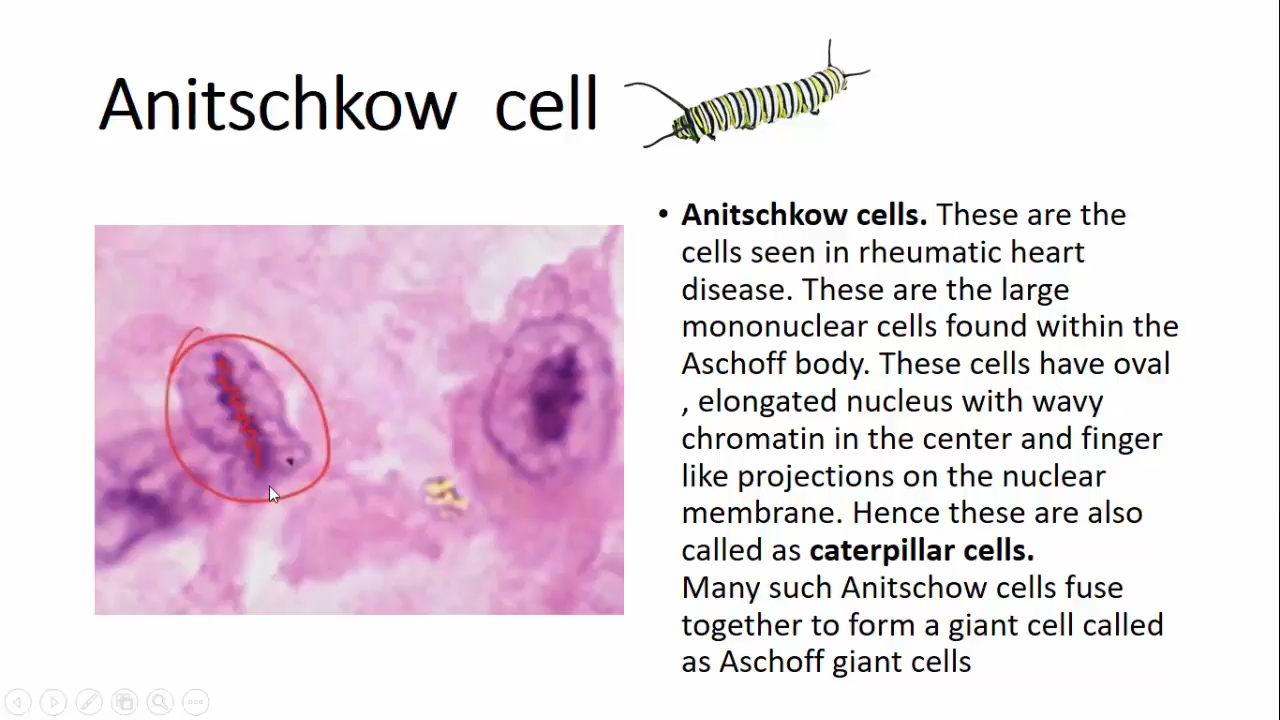 Anitschkow cell
• Anitschkow cells. These are the
cells seen in rheumatic heart
disease. These are the large
mononuclear cells found within the
Aschoff body. These cells have oval
, elongated nucleus with wavy
chromatin in the center and finger
like projections on the nuclear
membrane. Hence these are also
called as caterpillar cells.
Many such Anitschow cells fuse
together to form a giant cell called
as Aschoff giant cells